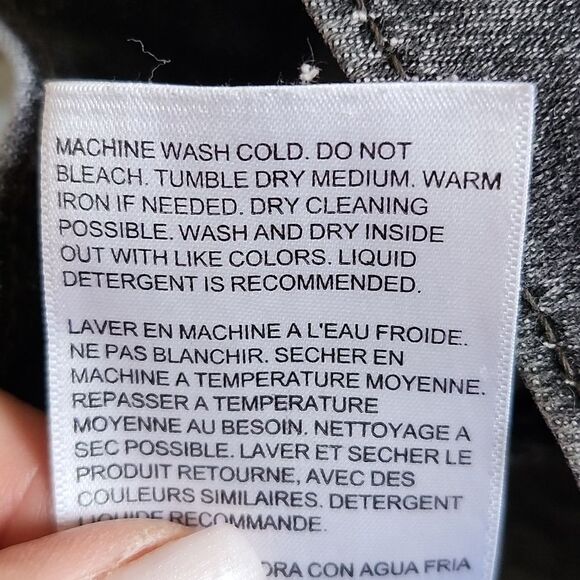 MACHINE WASH COLD. DO NOT
BLEACH. TUMBLE DRY MEDIUM. WARM
IRON IF NEEDED. DRY CLEANING
POSSIBLE. WASH AND DRY INSIDE
OUT WITH LIKE COLORS. LIQUID
DETERGENT IS RECOMMENDED.
LAVER EN MACHINE A L'EAU FROIDE.
NE PAS BLANCHIR. SECHER EN
MACHINE A TEMPERATURE MOYENNE.
REPASSER A TEMPERATURE
MOYENNE AU BESOIN. NETTOYAGE A
SEC POSSIBLE. LAVER ET SECHER LE
PRODUIT RETOURNE, AVEC DES
COULEURS SIMILAIRES. DETERGENT
LIQUIDE RECOMMANDE.
CON AGUA FRIA